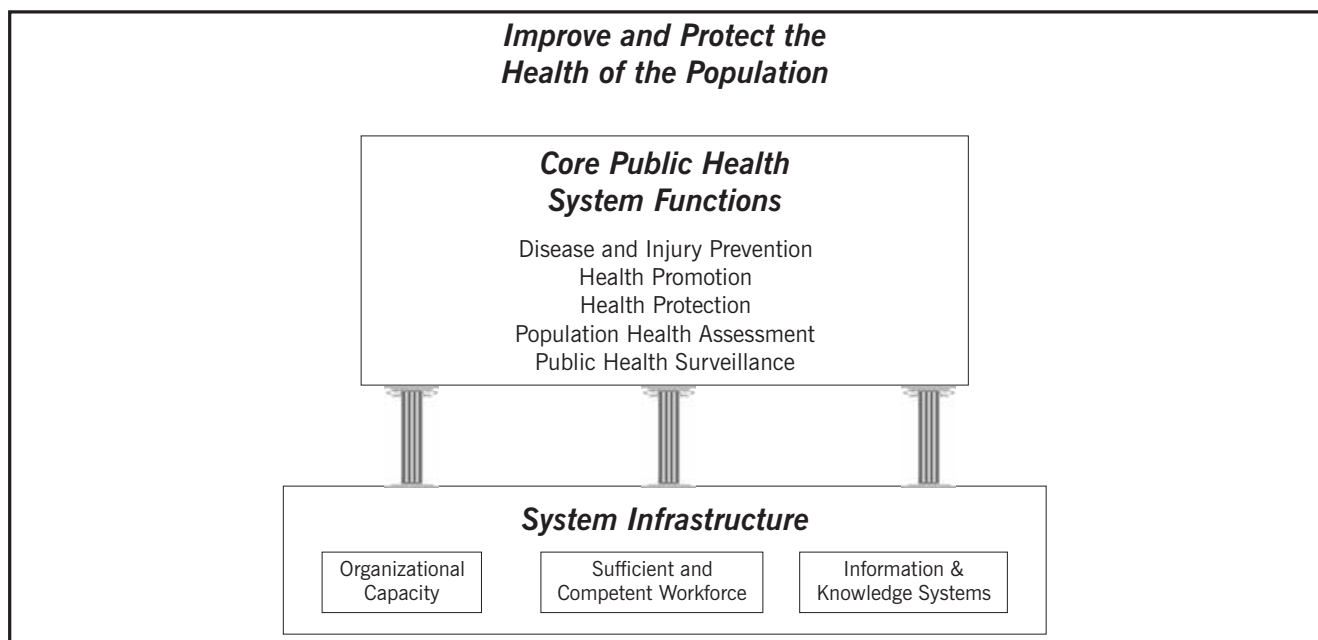 Improve and Protect the
Health of the Population
Core Public Health
System Functions
Disease and Injury Prevention
Health Promotion
Health Protection
Population Health Assessment
Public Health Surveillance
System Infrastructure
Organizational
Capacity
Sufficient and
Competent Workforce
Information &
Knowledge Systems